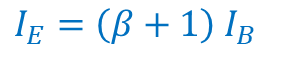 I_E = (β + 1) I_B